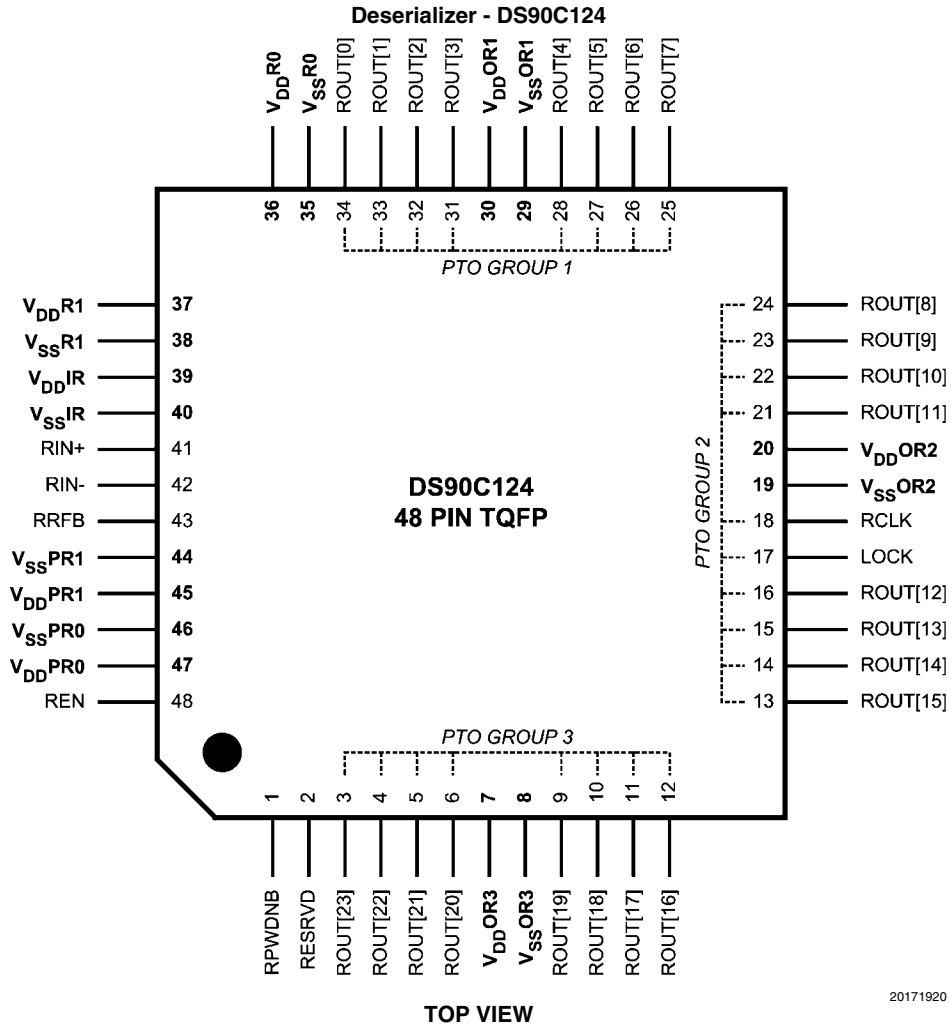 Deserializer - DS90C124
VDDR0
VSSR0
ROUT[0]
ROUT[1]
ROUT[2]
ROUT[3]
VDDOR1
VSSOR1
ROUT[4]
ROUT[5]
ROUT[6]
ROUT[7]
36
35
34
33
32
31
30
29
28
27
26
25
PTO GROUP 1
VDDR1 37
VSSR1 38
VDDIR 39
VSSIR 40
RIN+ 41
RIN- 42
RRFB 43
VSSPR1 44
VDDPR1 45
VSSPR0 46
VDDPR0 47
REN 48
DS90C124
48 PIN TQFP
PTO GROUP 2
24 ROUT[8]
23 ROUT[9]
22 ROUT[10]
21 ROUT[11]
20 VDDOR2
19 VSSOR2
18 RCLK
17 LOCK
16 ROUT[12]
15 ROUT[13]
14 ROUT[14]
13 ROUT[15]
PTO GROUP 3
1
2
3
4
5
6
7
8
9
10
11
12
RPWDNB
RESRVD
ROUT[23]
ROUT[22]
ROUT[21]
ROUT[20]
VDDOR3
VSSOR3
ROUT[19]
ROUT[18]
ROUT[17]
ROUT[16]
20171920
TOP VIEW